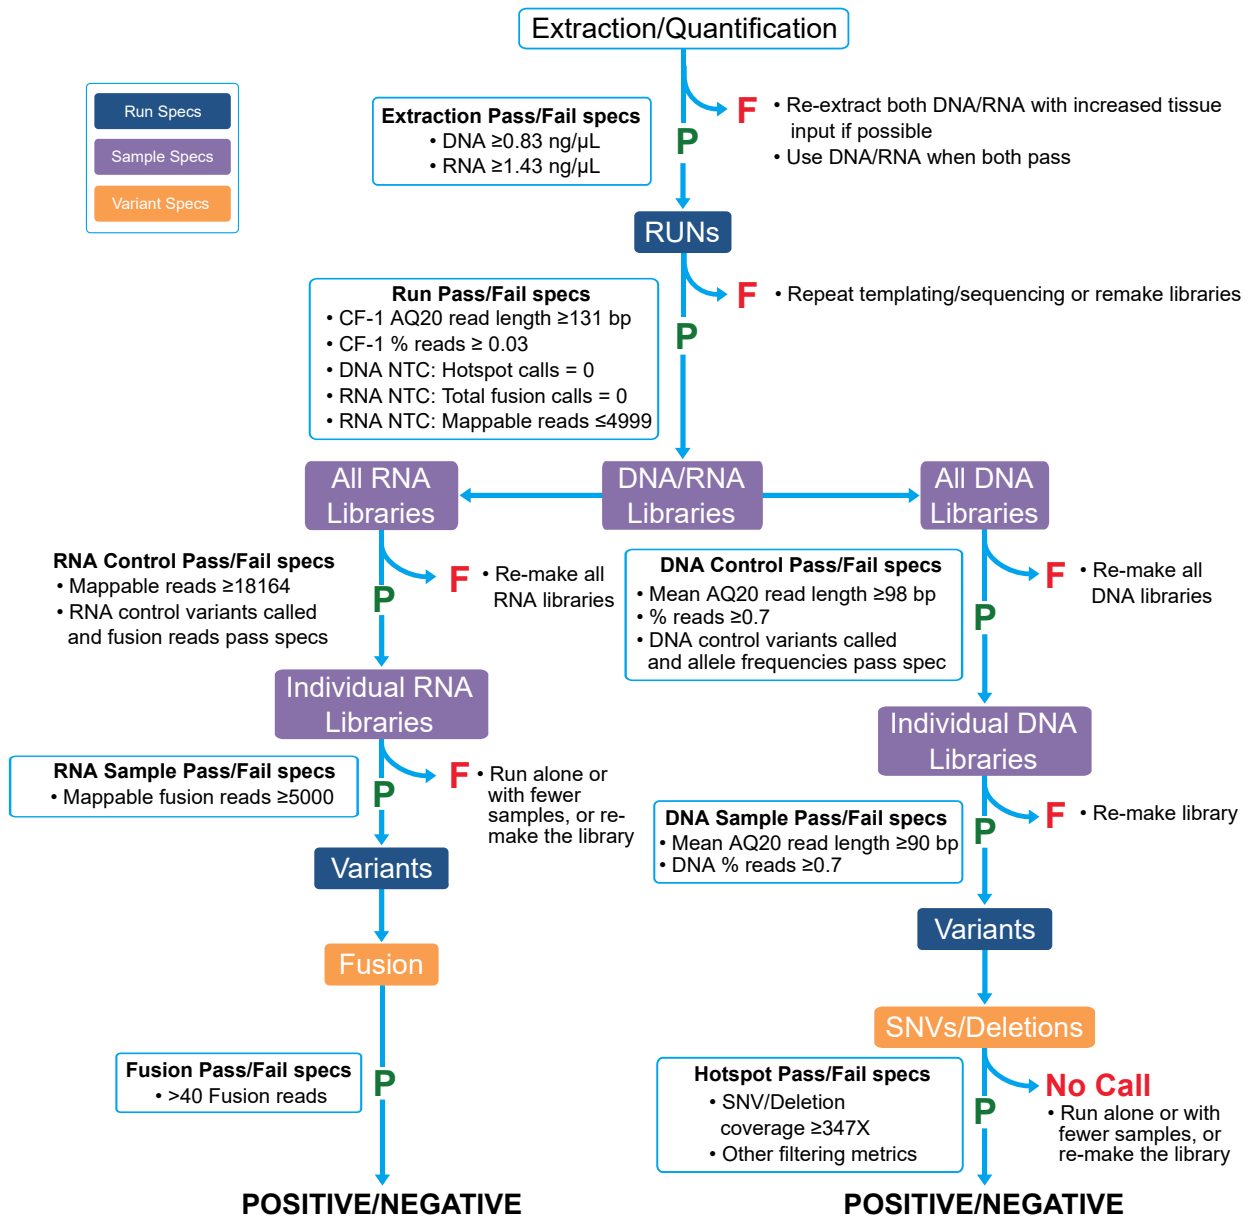 Extraction/Quantification
Run Specs
Sample Specs
Variant Specs
Extraction Pass/Fail specs
• DNA ≥0.83 ng/µL
• RNA ≥1.43 ng/µL
P
F
• Re-extract both DNA/RNA with increased tissue
input if possible
• Use DNA/RNA when both pass
RUNs
Run Pass/Fail specs
• CF-1 AQ20 read length ≥131 bp
• CF-1 % reads ≥ 0.03
• DNA NTC: Hotspot calls = 0
• RNA NTC: Total fusion calls = 0
• RNA NTC: Mappable reads ≤4999
P
F
• Repeat templating/sequencing or remake libraries
All RNA
Libraries
DNA/RNA
Libraries
All DNA
Libraries
RNA Control Pass/Fail specs
• Mappable reads ≥18164
• RNA control variants called
and fusion reads pass specs
P
F
• Re-make all
RNA libraries
DNA Control Pass/Fail specs
• Mean AQ20 read length ≥98 bp
• % reads ≥0.7
• DNA control variants called
and allele frequencies pass spec
P
F
• Re-make all
DNA libraries
Individual RNA
Libraries
Individual DNA
Libraries
RNA Sample Pass/Fail specs
• Mappable fusion reads ≥5000
P
F
• Run alone or
with fewer
samples, or re-
make the library
DNA Sample Pass/Fail specs
• Mean AQ20 read length ≥90 bp
• DNA % reads ≥0.7
P
F
• Re-make library
Variants
Variants
Fusion
SNVs/Deletions
Fusion Pass/Fail specs
• >40 Fusion reads
P
Hotspot Pass/Fail specs
• SNV/Deletion
coverage ≥347X
• Other filtering metrics
P
No Call
• Run alone or with
fewer samples, or
re-make the library
POSITIVE/NEGATIVE
POSITIVE/NEGATIVE